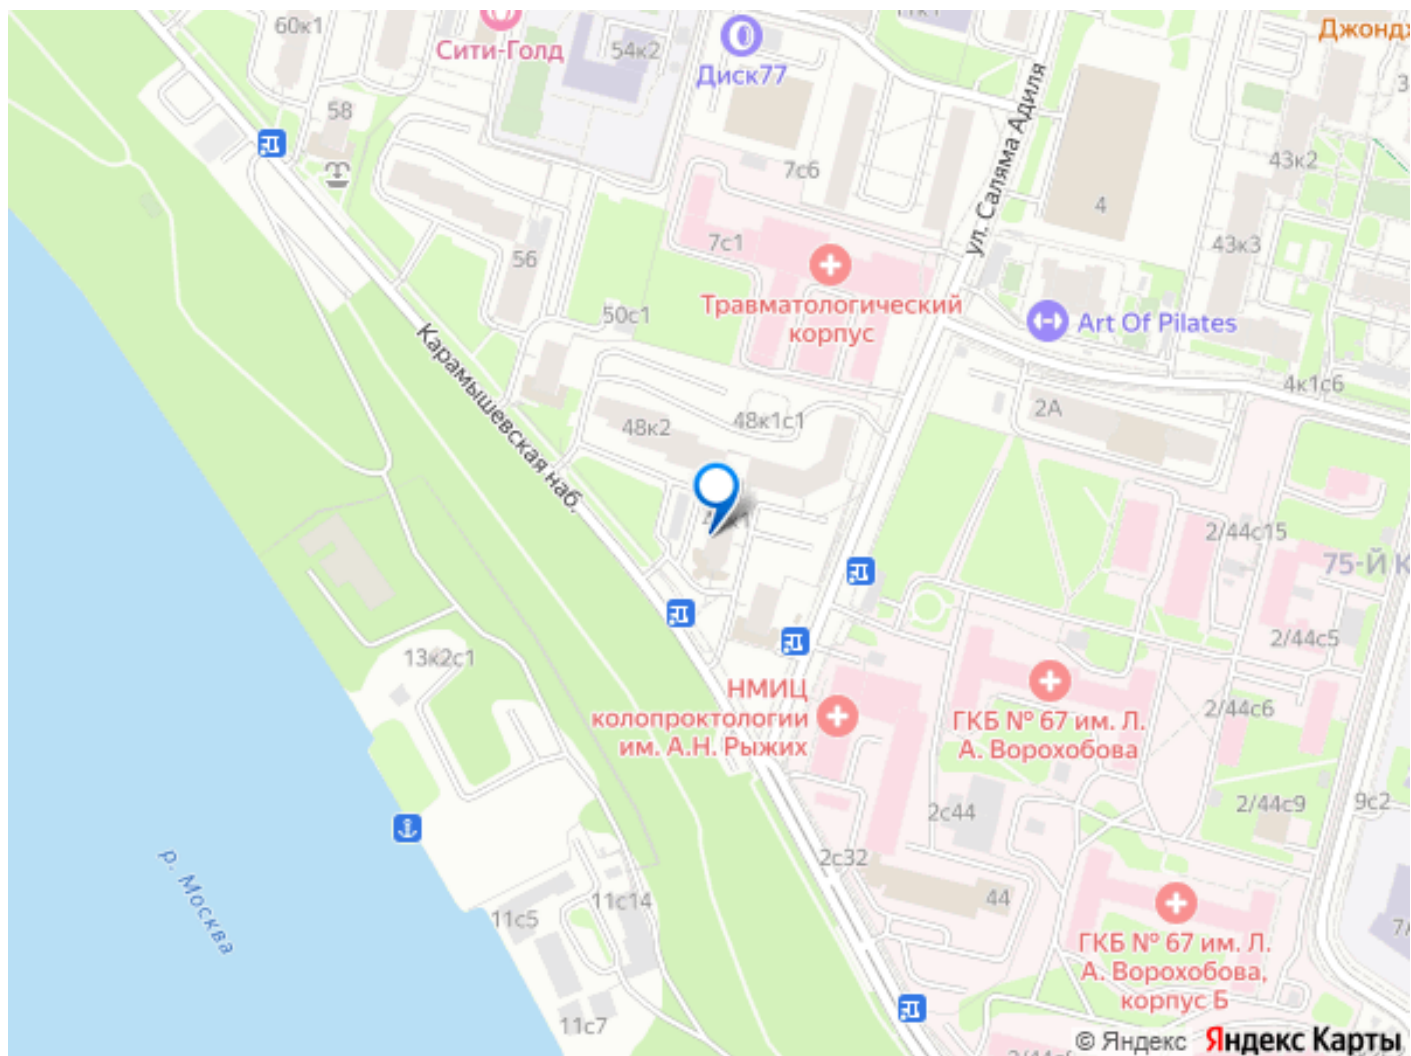 60к1
Сити-Голд
54к2
Диск77
58
7с6
ул. Саляма Адиля
4
43к2
43к3
7с1
56
50с1
Травматологический
корпус
Art Of Pilates
4к1с6
2А
Карамышевская наб.
48к2
48к1с1
2/44с15
2/44с5
13к2с1
НМИЦ
колопроктологии
им. А.Н. Рыжих
ГКБ № 67 им. Л.
А. Ворохобова
2/44с6
2/44с9
9с2
2с44
2с32
44
р. Москва
11с5
11с14
11с7
ГКБ № 67 им. Л.
А. Ворохобова,
корпус Б
© Яндекс Яндекс Карты